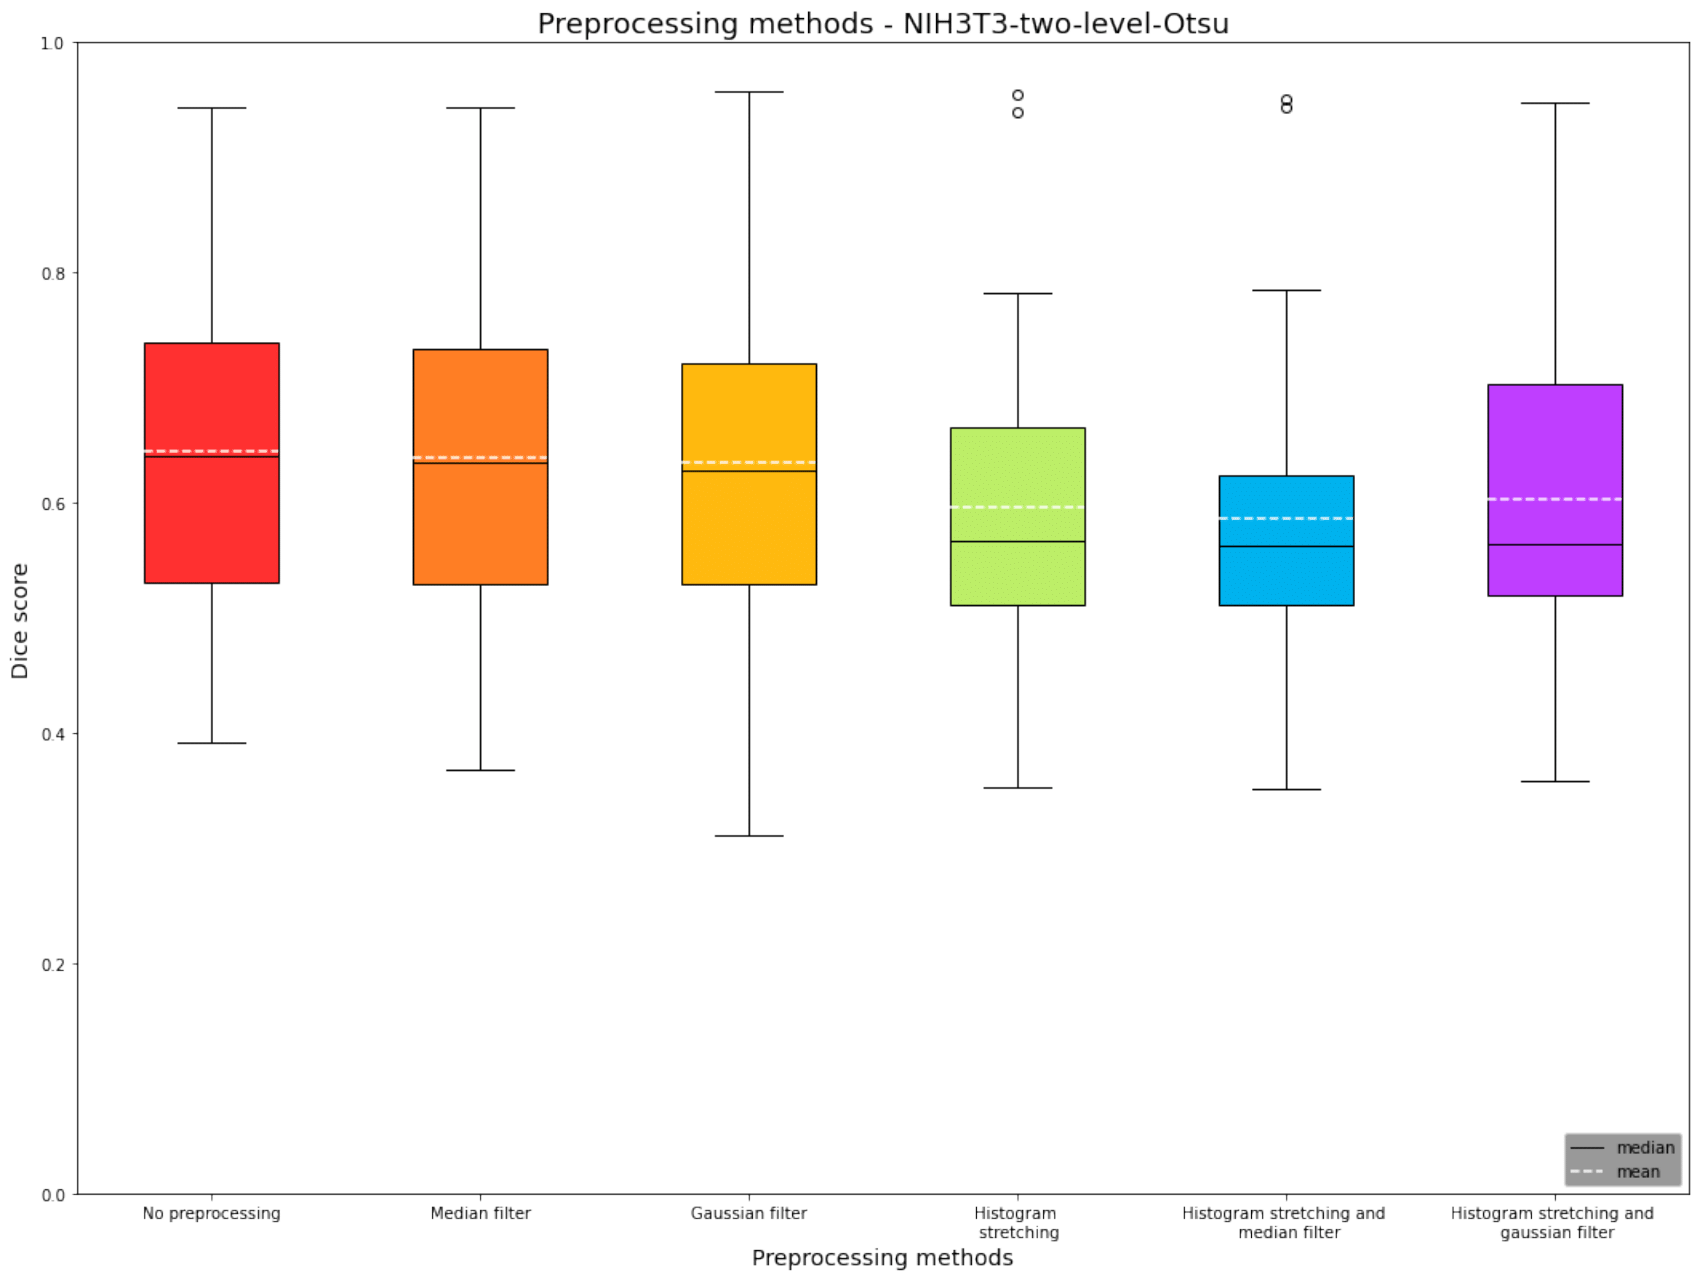 Preprocessing methods - NIH3T3-two-level-Otsu
1.0
0.8
0.6
0.4
0.2
0.0
Dice score
median
mean
No preprocessing
Median filter
Gaussian filter
Histogram
stretching
Histogram stretching and
median filter
Histogram stretching and
gaussian filter
Preprocessing methods